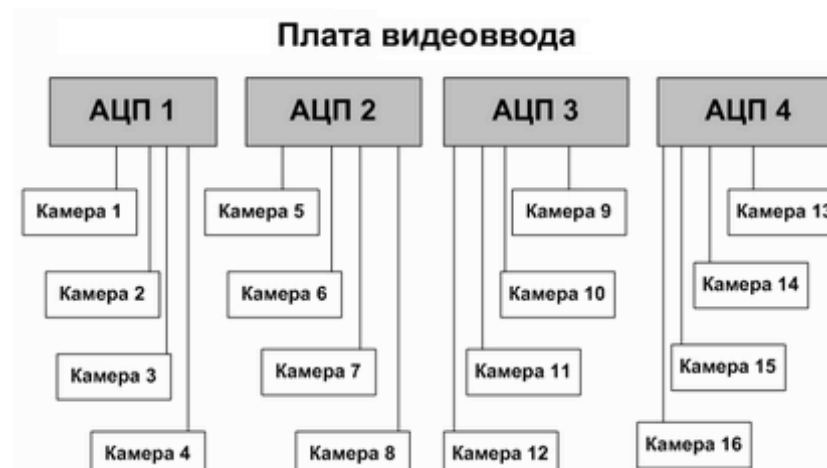 Плата видеоввода
АЦП 1
АЦП 2
АЦП 3
АЦП 4
Камера 1
Камера 5
Камера 9
Камера 13
Камера 2
Камера 6
Камера 10
Камера 14
Камера 3
Камера 7
Камера 11
Камера 15
Камера 4
Камера 8
Камера 12
Камера 16